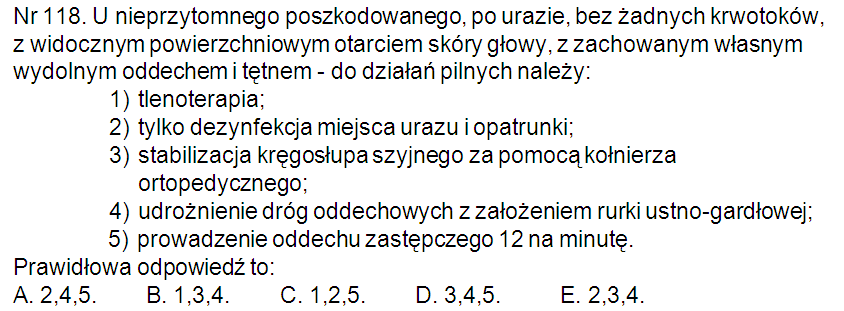 Nr 118. U nieprzytomnego poszkodowanego, po urazie, bez żadnych krwotoków,
z widocznym powierzchniowym otarciem skóry głowy, z zachowanym własnym
wydolnym oddechem i tętnem - do działań pilnych należy:
1) tlenoterapia;
2) tylko dezynfekcja miejsca urazu i opatrunki;
3) stabilizacja kręgosłupa szyjnego za pomocą kołnierza
ortopedycznego;
4) udrożnienie dróg oddechowych z założeniem rurki ustno-gardłowej;
5) prowadzenie oddechu zastępczego 12 na minutę.
Prawidłowa odpowiedź to:
A. 2,4,5. B. 1,3,4. C. 1,2,5. D. 3,4,5. E. 2,3,4.